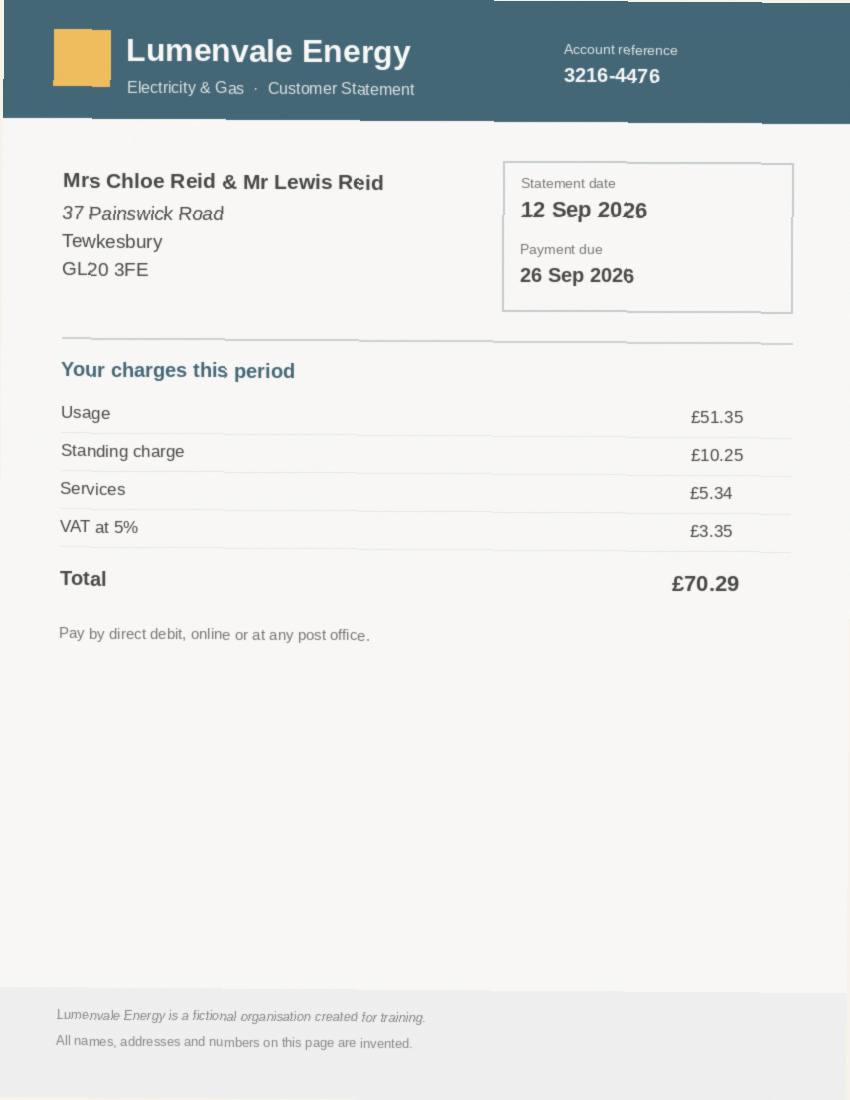 Lumenvale Energy
Electricity & Gas · Customer Statement
Account reference
3216-4476
Mrs Chloe Reid & Mr Lewis Reid
37 Painswick Road
Tewkesbury
GL20 3FE
Statement date
12 Sep 2026
Payment due
26 Sep 2026
Your charges this period
Usage £51.35
Standing charge £10.25
Services £5.34
VAT at 5% £3.35
Total £70.29
Pay by direct debit, online or at any post office.
Lumenvale Energy is a fictional organisation created for training.
All names, addresses and numbers on this page are invented.